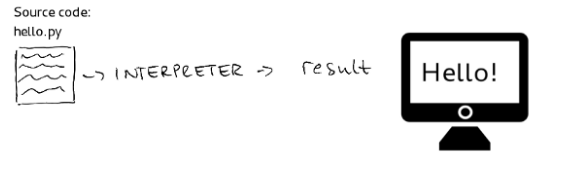 Source code:
hello.py
→ INTERPRETER → result
Hello!